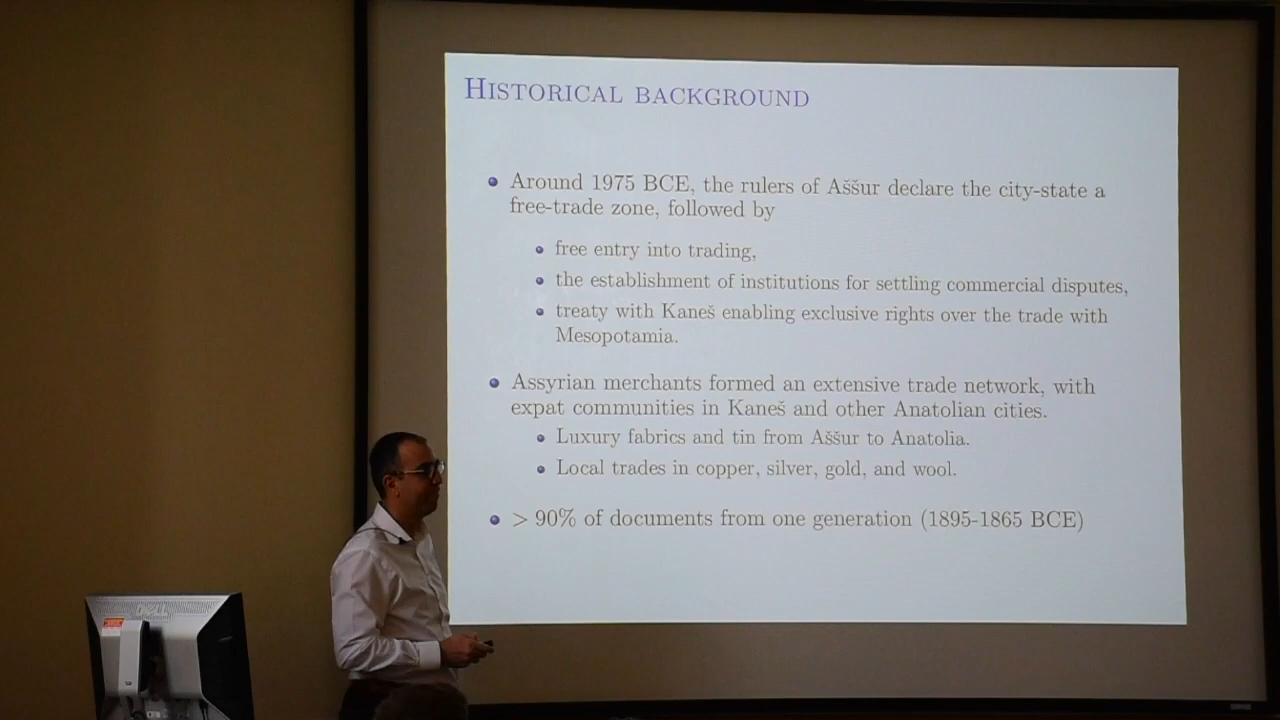 HISTORICAL BACKGROUND
Around 1975 BCE, the rulers of Aššur declare the city-state a
free-trade zone, followed by
free entry into trading,
the establishment of institutions for settling commercial disputes,
treaty with Kaneš enabling exclusive rights over the trade with
Mesopotamia.
Assyrian merchants formed an extensive trade network, with
expat communities in Kaneš and other Anatolian cities.
Luxury fabrics and tin from Aššur to Anatolia.
Local trades in copper, silver, gold, and wool.
> 90% of documents from one generation (1895-1865 BCE)
DELL